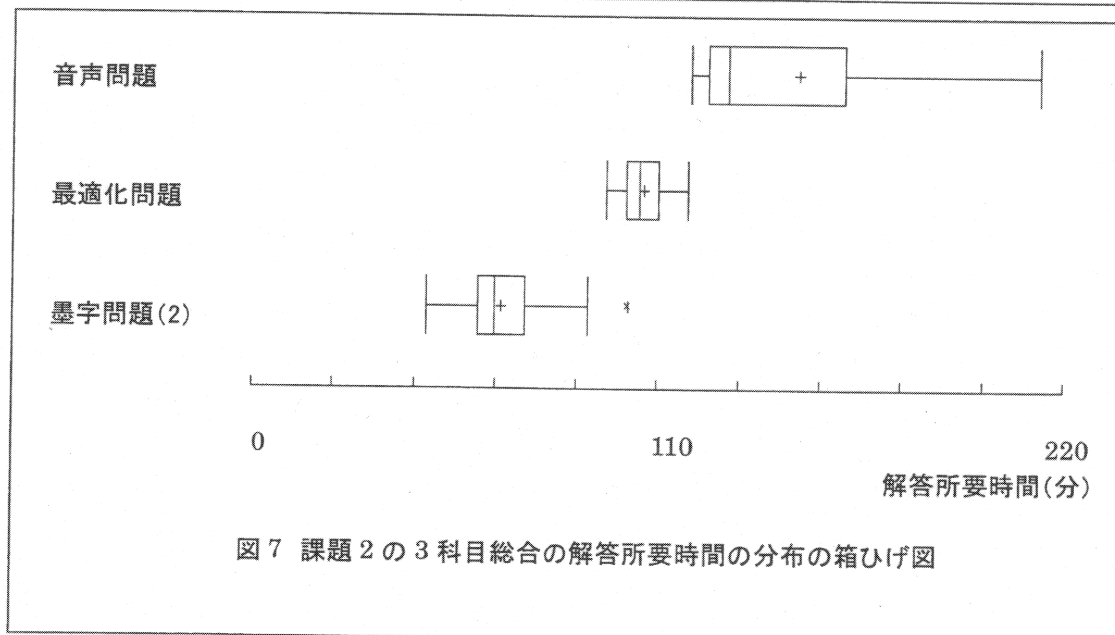 音声問題
最適化問題
墨字問題(2)
0 110 220
解答所要時間(分)
図7 課題2の3科目総合の解答所要時間の分布の箱ひげ図